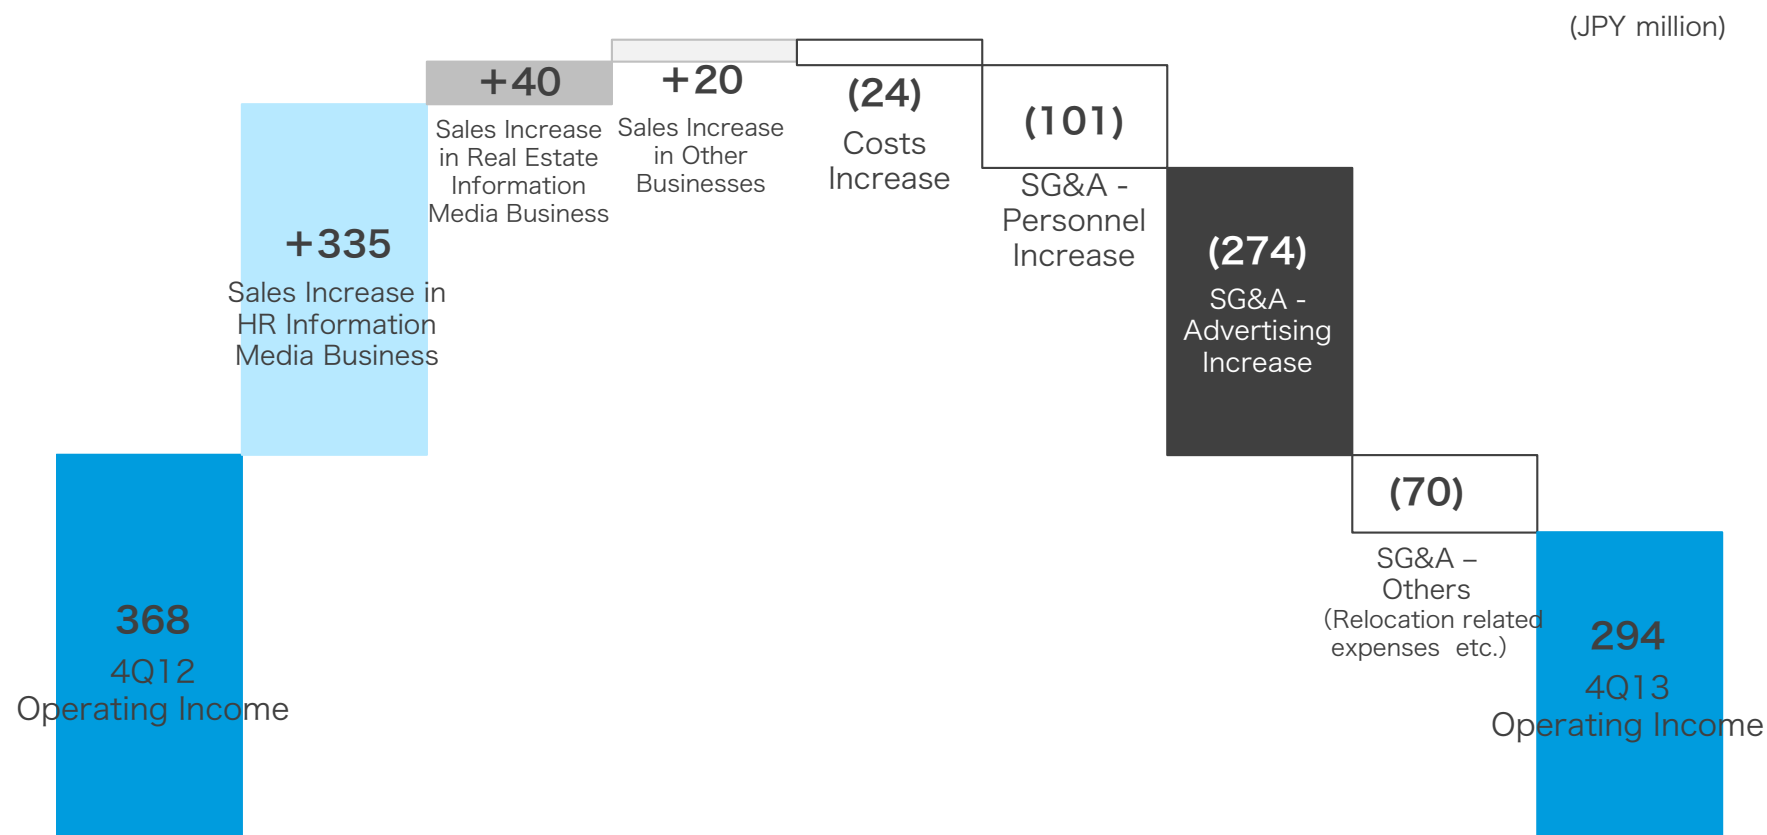 (JPY million)
368
4Q12
Operating Income
+335
Sales Increase in
HR Information
Media Business
+40
Sales Increase
in Real Estate
Information
Media Business
+20
Sales Increase
in Other
Businesses
(24)
Costs
Increase
(101)
SG&A -
Personnel
Increase
(274)
SG&A -
Advertising
Increase
(70)
SG&A –
Others
(Relocation related
expenses etc.)
294
4Q13
Operating Income